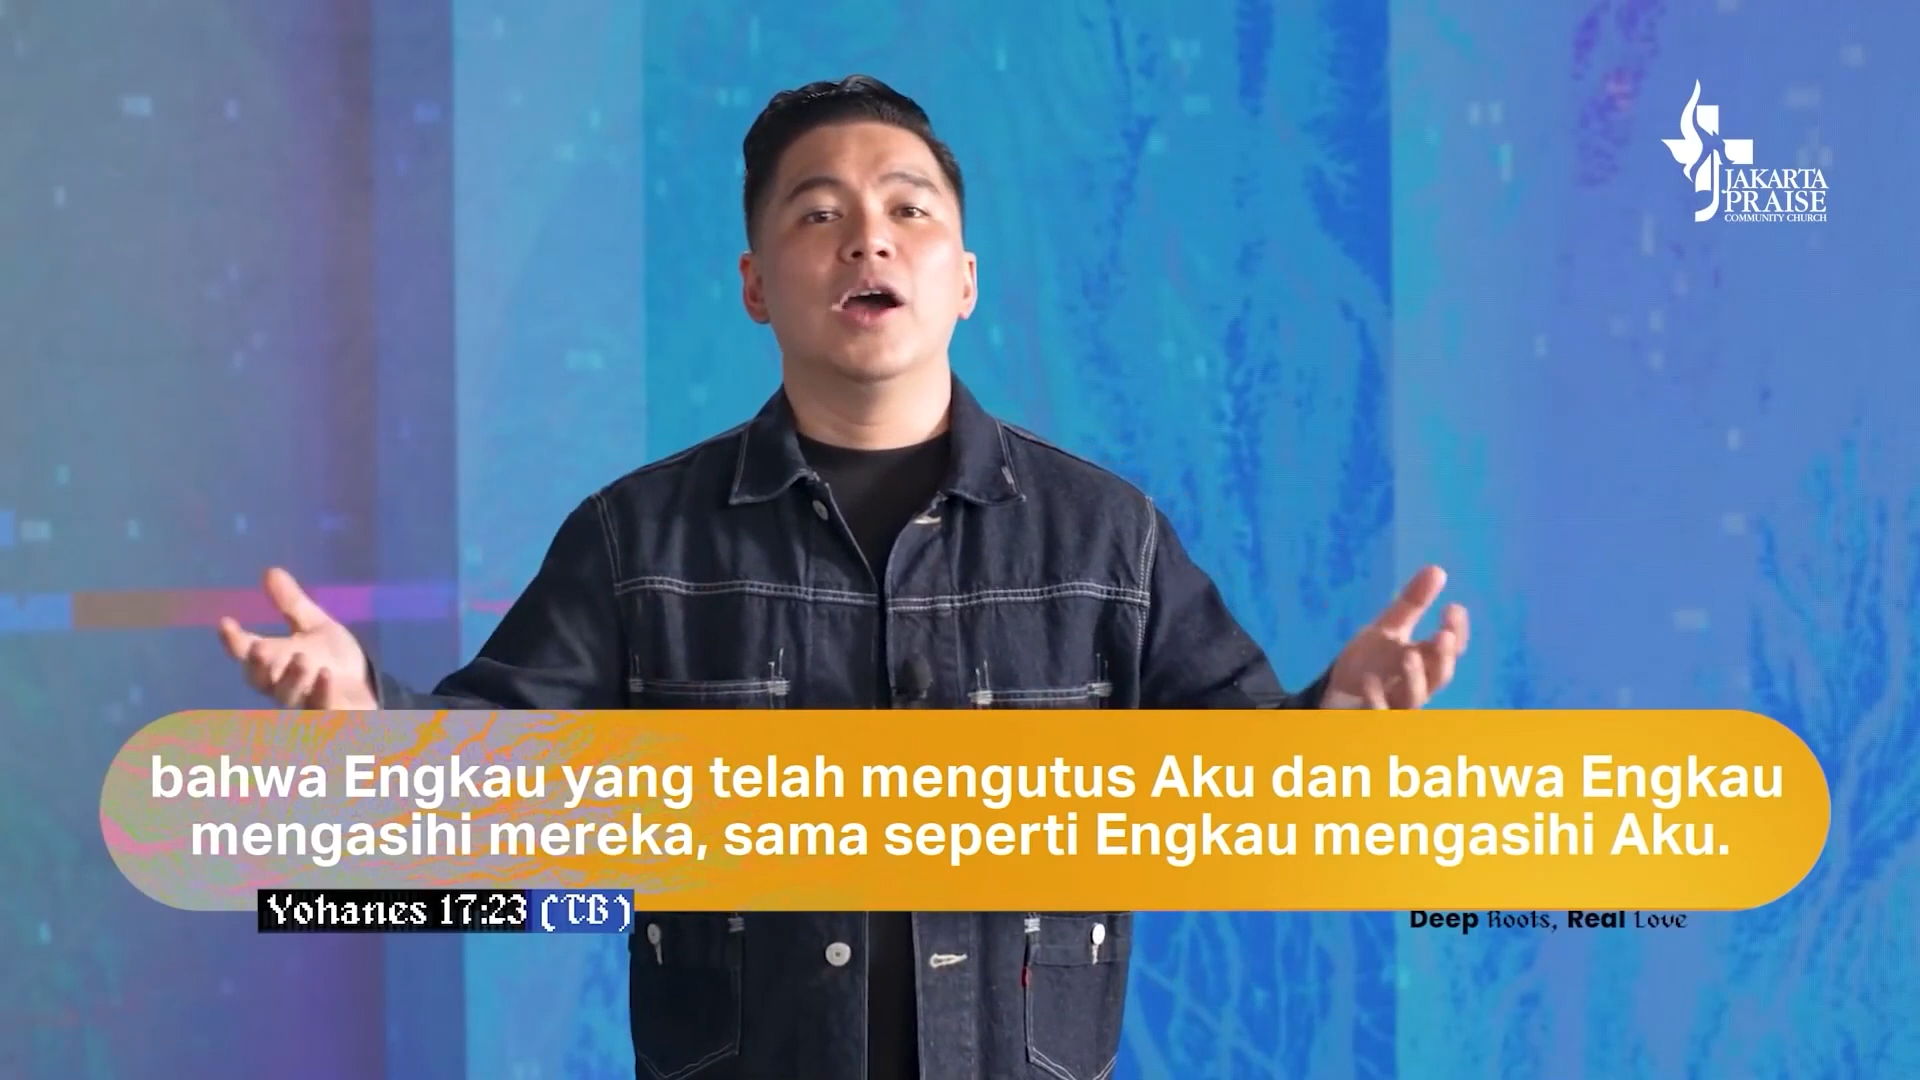 JAKARTA
PRAISE
COMMUNITY CHURCH
bahwa Engkau yang telah mengutus Aku dan bahwa Engkau
mengasihi mereka, sama seperti Engkau mengasihi Aku.
Yohanes 17:23 (TB)
Deep Roots, Real Love